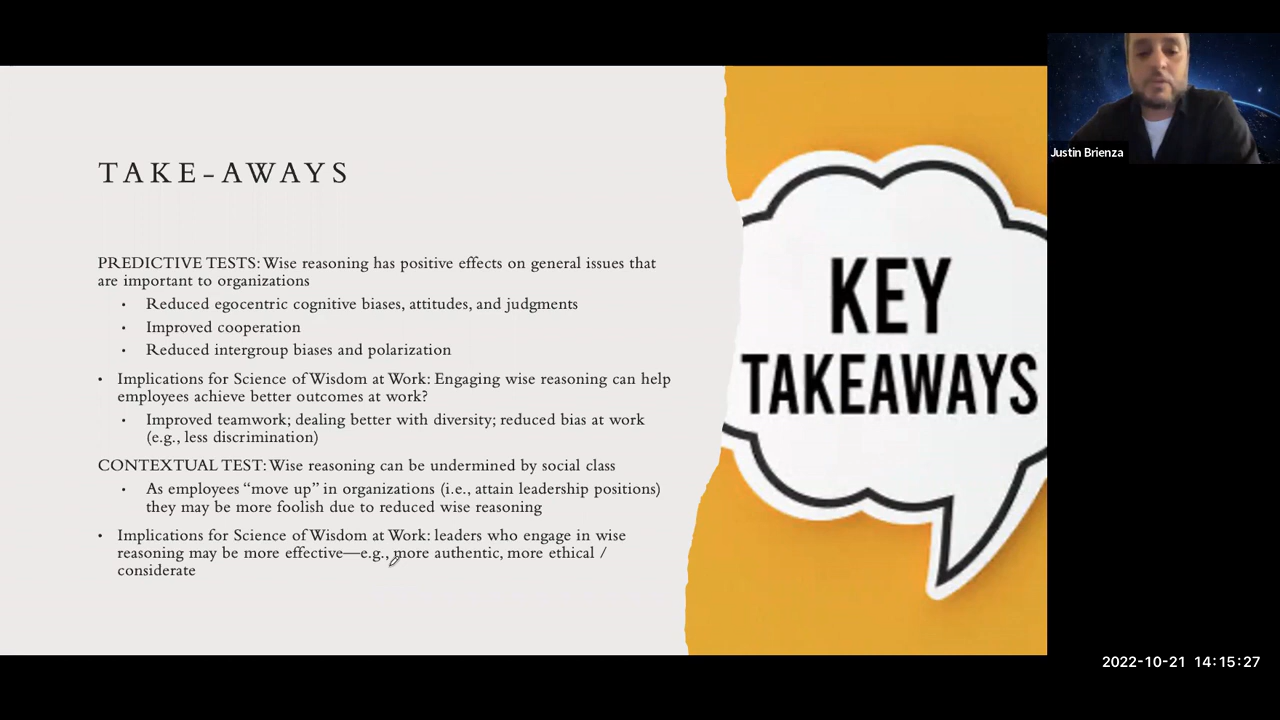 TAKE-AWAYS
PREDICTIVE TESTS: Wise reasoning has positive effects on general issues that
are important to organizations
• Reduced egocentric cognitive biases, attitudes, and judgments
• Improved cooperation
• Reduced intergroup biases and polarization
• Implications for Science of Wisdom at Work: Engaging wise reasoning can help
employees achieve better outcomes at work?
• Improved teamwork; dealing better with diversity; reduced bias at work
(e.g., less discrimination)
CONTEXTUAL TEST: Wise reasoning can be undermined by social class
• As employees “move up” in organizations (i.e., attain leadership positions)
they may be more foolish due to reduced wise reasoning
• Implications for Science of Wisdom at Work: leaders who engage in wise
reasoning may be more effective—e.g., more authentic, more ethical /
considerate
KEY
TAKEAWAYS
Justin Brienza
2022-10-21 14:15:27